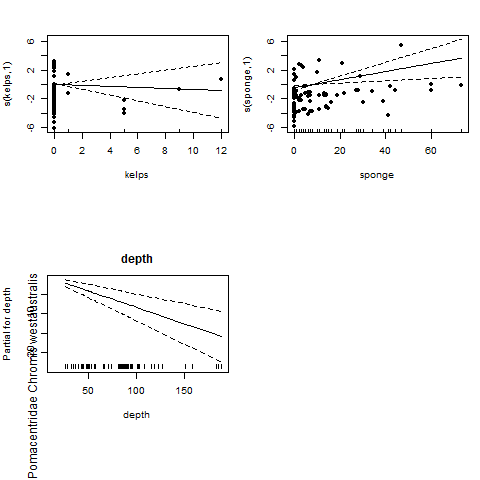 s(kelps,1)
6
2
-2
-6
0 2 4 6 8 10 12
kelps
s(sponge,1)
6
2
-2
-6
0 20 40 60
sponge
depth
Partial for depth
Pomacentridae Chromis westaustralis
50 100 150
depth